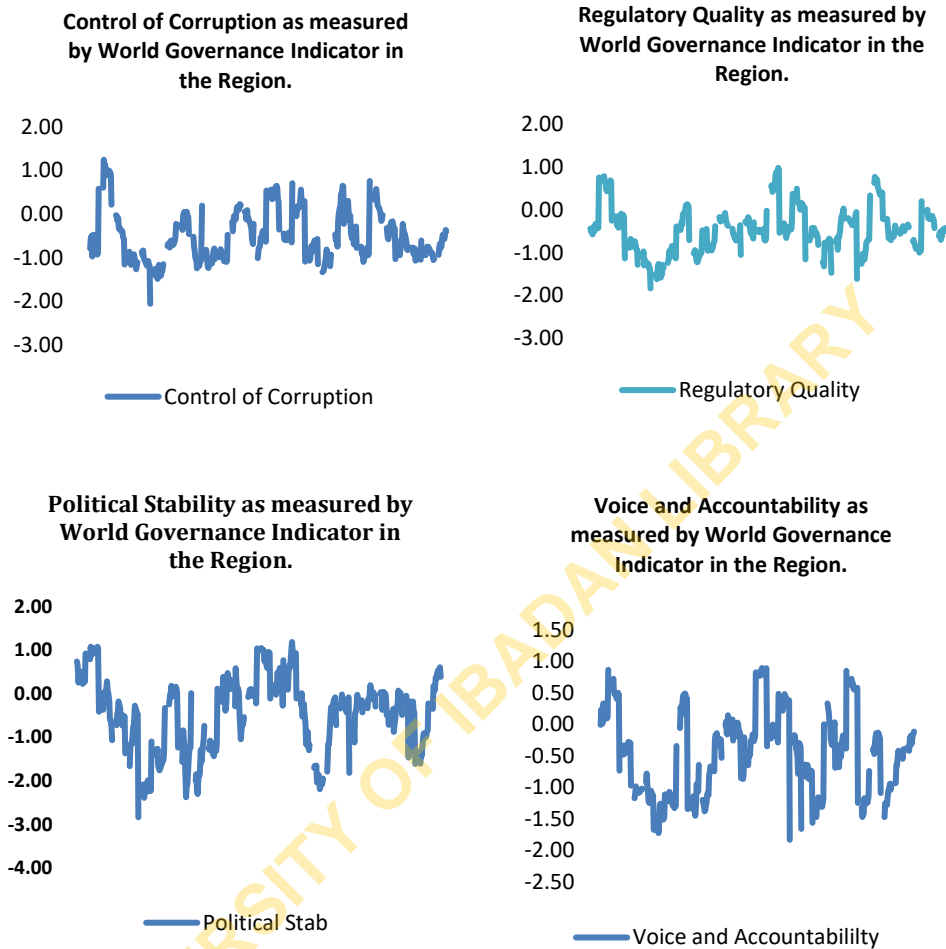 Control of Corruption as measured
by World Governance Indicator in
the Region.
2.00
1.00
0.00
-1.00
-2.00
-3.00
Control of Corruption
Regulatory Quality as measured by
World Governance Indicator in the
Region.
2.00
1.00
0.00
-1.00
-2.00
-3.00
Regulatory Quality
Political Stability as measured by
World Governance Indicator in
the Region.
2.00
1.00
0.00
-1.00
-2.00
-3.00
-4.00
Political Stab
Voice and Accountability as
measured by World Governance
Indicator in the Region.
1.50
1.00
0.50
0.00
-0.50
-1.00
-1.50
-2.00
-2.50
Voice and Accountabililty
VERSITY OF IBADAN LIBRARY